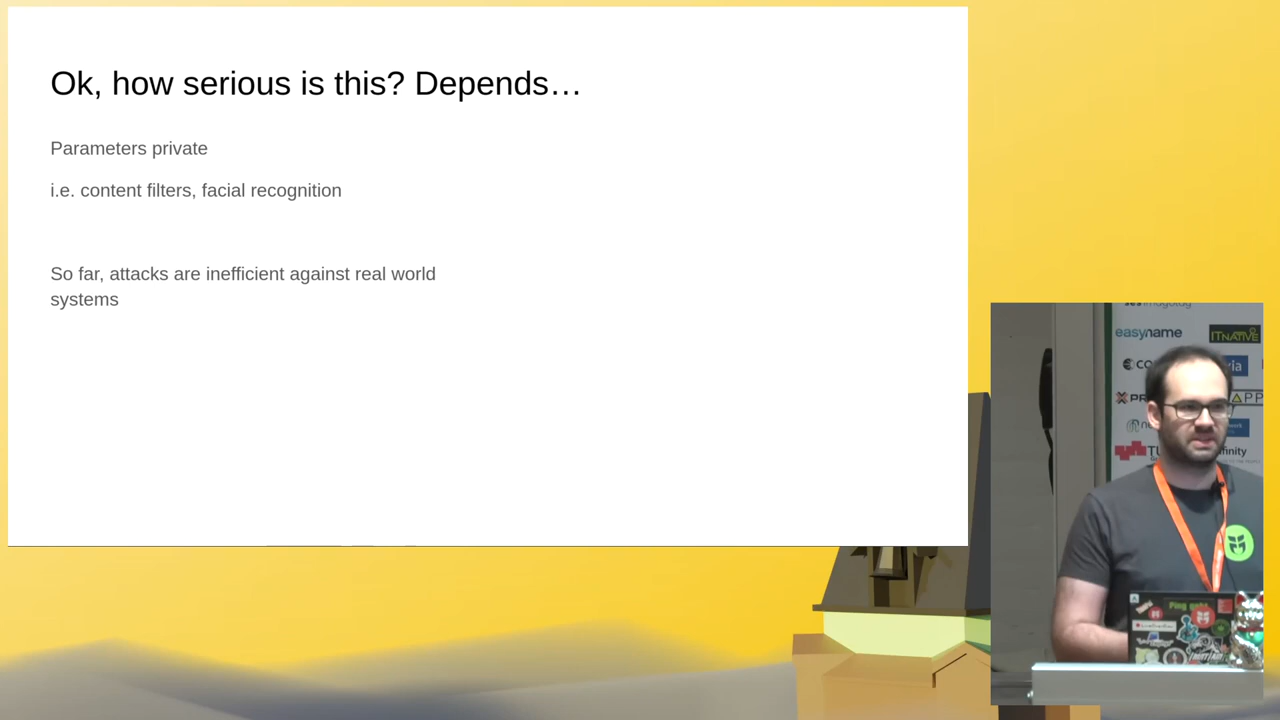 Ok, how serious is this? Depends…
Parameters private
i.e. content filters, facial recognition
So far, attacks are inefficient against real world
systems
easyname
ITNATIVE